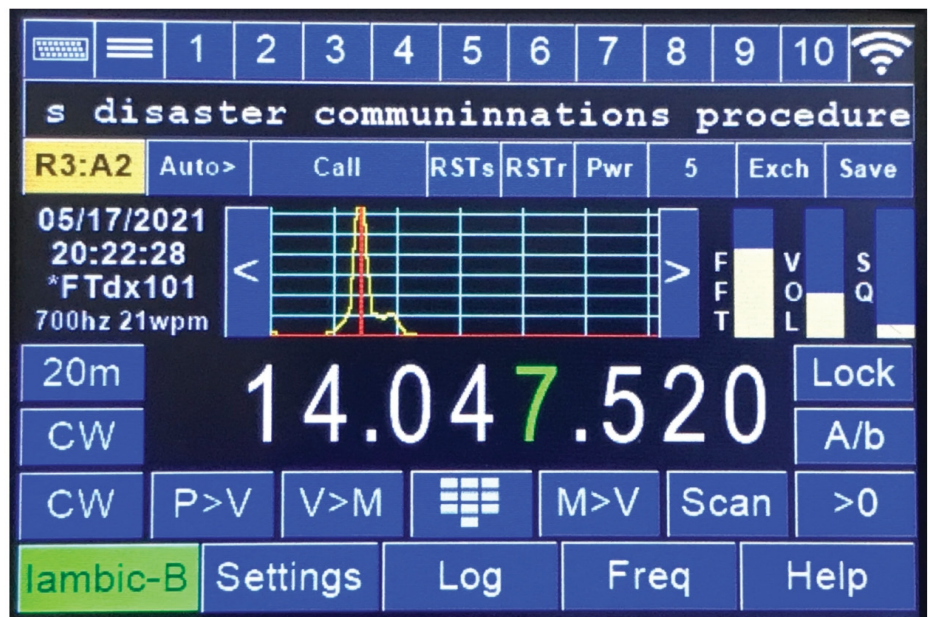 1 2 3 4 5 6 7 8 9 10
s disaster communinnations procedure
R3:A2 Auto> Call RSTs RSTr Pwr 5 Exch Save
05/17/2021
20:22:28
*FTdx101
700hz 21wpm
< >
FFT VOL SQ
20m 14.047.520 Lock
CW A/b
CW P>V V>M M>V Scan >0
Iambic-B Settings Log Freq Help